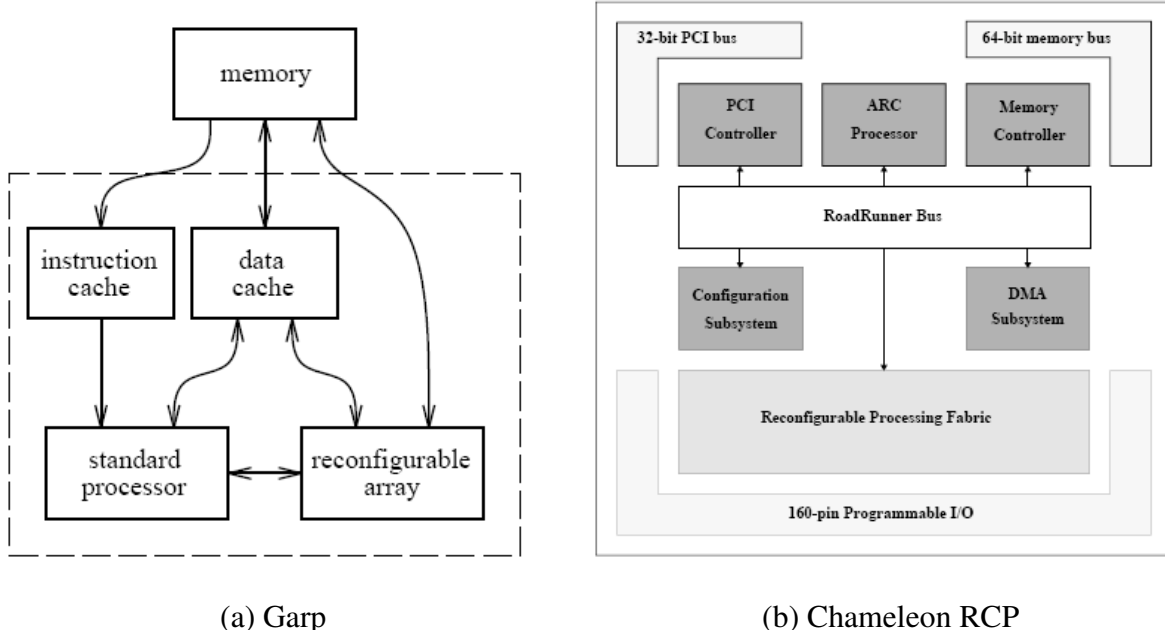 memory
instruction
cache
data
cache
standard
processor
reconfigurable
array
(a) Garp
32-bit PCI bus
64-bit memory bus
PCI
Controller
ARC
Processor
Memory
Controller
RoadRunner Bus
Configuration
Subsystem
DMA
Subsystem
Reconfigurable Processing Fabric
160-pin Programmable I/O
(b) Chameleon RCP